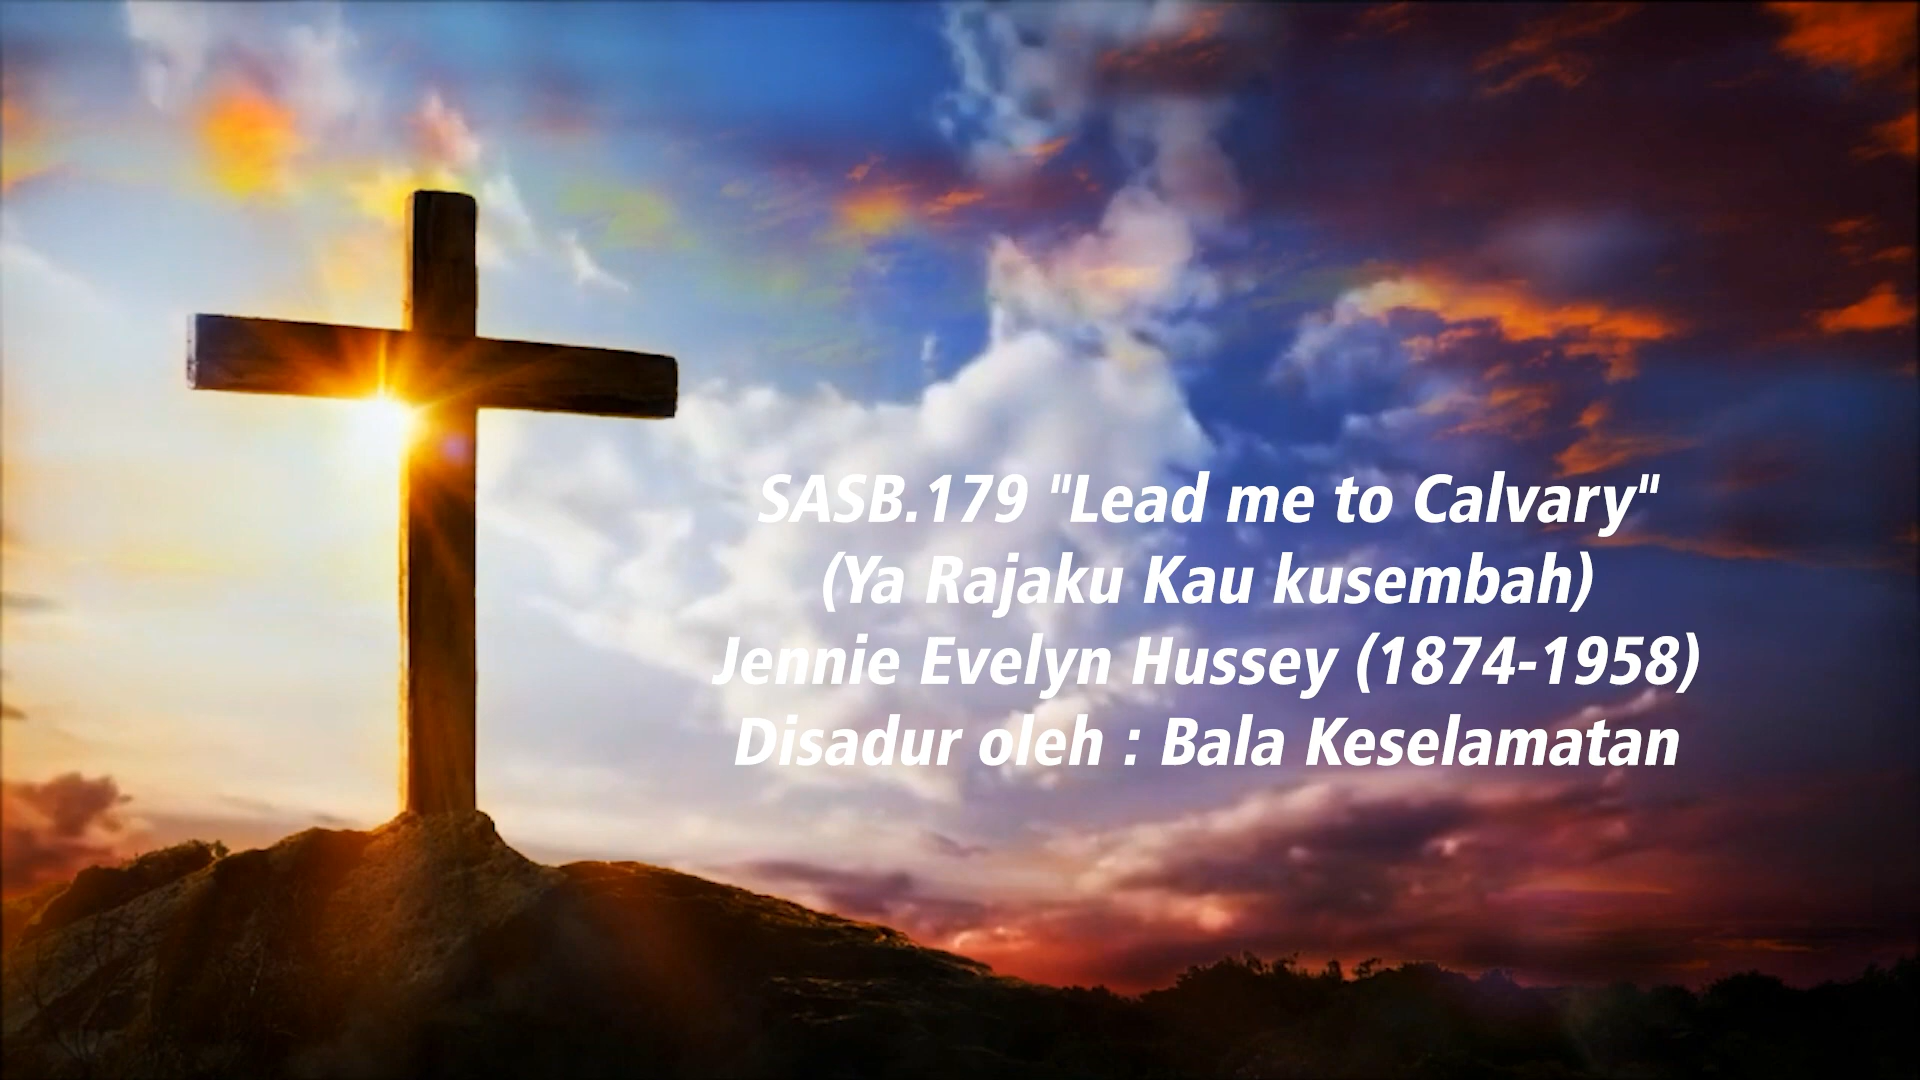 SASB.179 "Lead me to Calvary"
(Ya Rajaku Kau kusembah)
Jennie Evelyn Hussey (1874-1958)
Disadur oleh : Bala Keselamatan